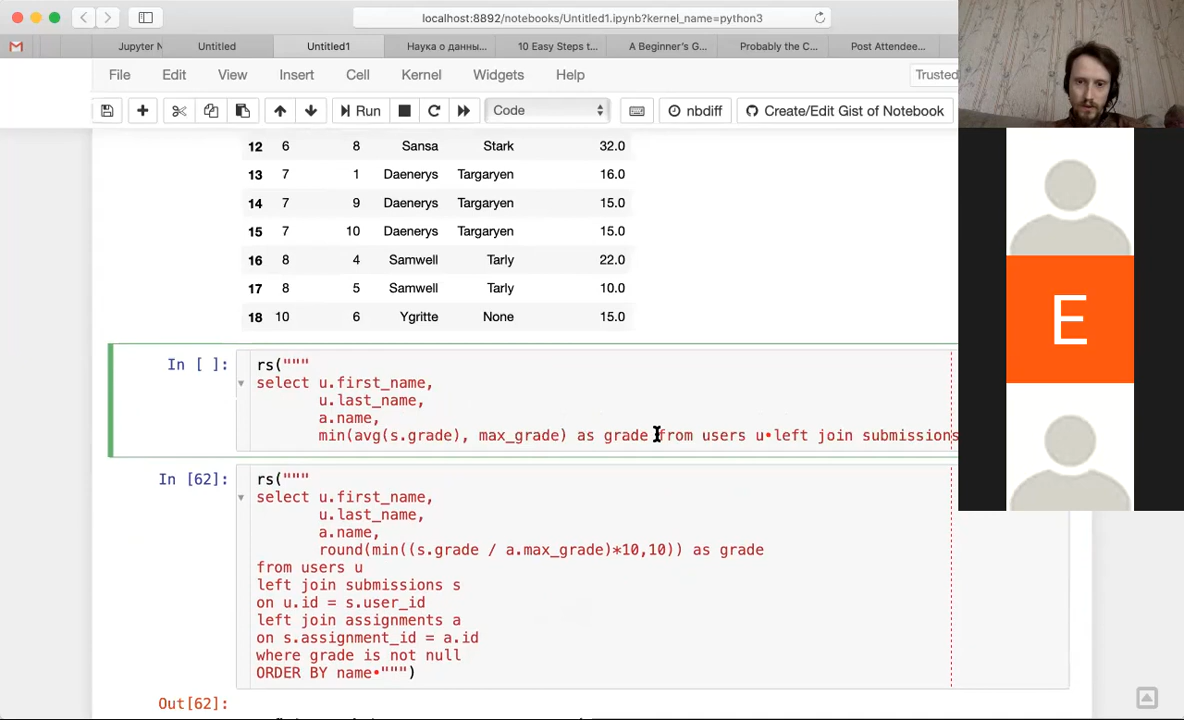 localhost:8892/notebooks/Untitled1.ipynb?kernel_name=python3
Jupyter N Untitled Untitled1 Наука о данны... 10 Easy Steps t... A Beginner's G... Probably the C... Post Attendee...
File Edit View Insert Cell Kernel Widgets Help Trusted
Run Code nbdiff Create/Edit Gist of Notebook
12 6 8 Sansa Stark 32.0
13 7 1 Daenerys Targaryen 16.0
14 7 9 Daenerys Targaryen 15.0
15 7 10 Daenerys Targaryen 15.0
16 8 4 Samwell Tarly 22.0
17 8 5 Samwell Tarly 10.0
18 10 6 Ygritte None 15.0
In [ ]: rs("""
select u.first_name,
u.last_name,
a.name,
min(avg(s.grade), max_grade) as grade from users u•left join submissions
In [62]: rs("""
select u.first_name,
u.last_name,
a.name,
round(min((s.grade / a.max_grade)*10,10)) as grade
from users u
left join submissions s
on u.id = s.user_id
left join assignments a
on s.assignment_id = a.id
where grade is not null
ORDER BY name•""")
Out[62]:
E